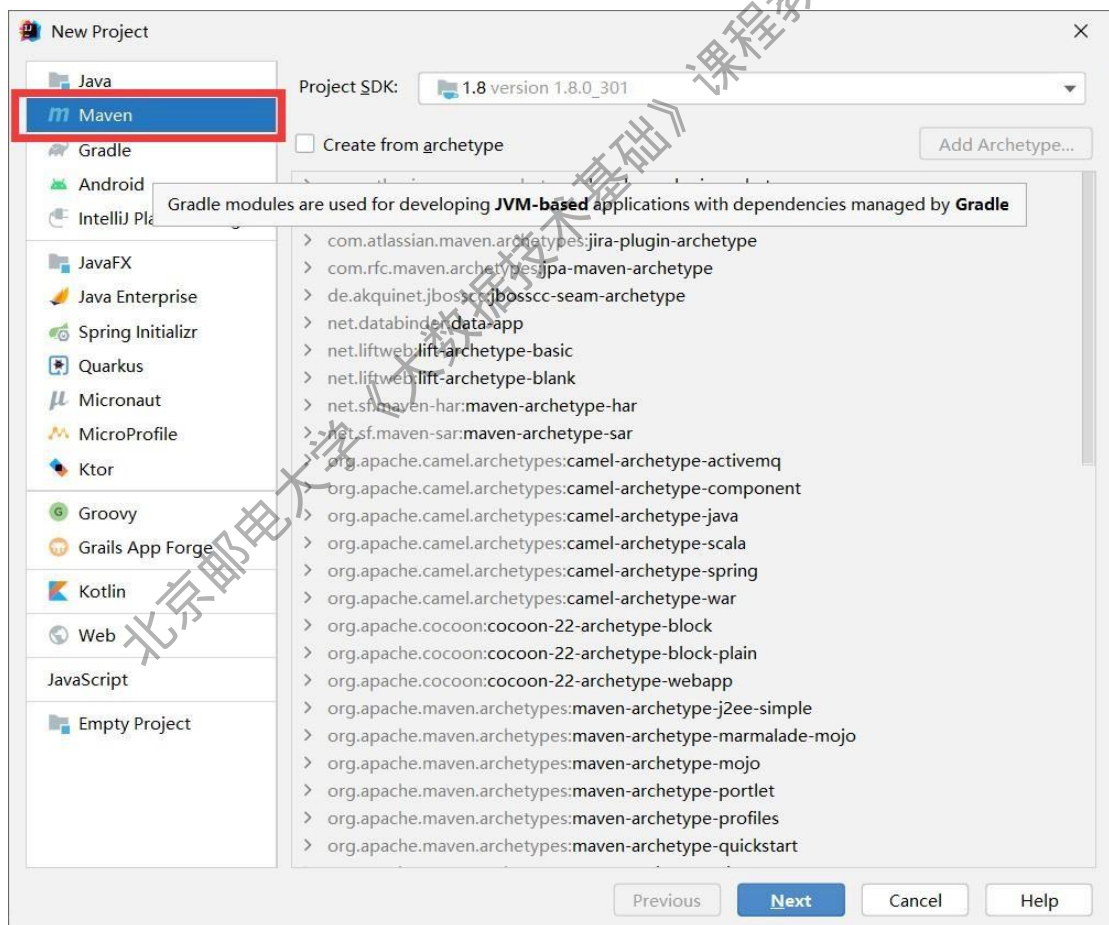 New Project
Java
Maven
Gradle
Android
IntelliJ Pla
JavaFX
Java Enterprise
Spring Initializr
Quarkus
Micronaut
MicroProfile
Ktor
Groovy
Grails App Forge
Kotlin
Web
JavaScript
Empty Project
Project SDK: 1.8 version 1.8.0_301
Create from archetype
Add Archetype...
Gradle modules are used for developing JVM-based applications with dependencies managed by Gradle
com.atlassian.maven.archetypes:jira-plugin-archetype
com.rfc.maven.archetypes:jpa-maven-archetype
de.akquinet.jbosscc:jbosscc-seam-archetype
net.databinder:data-app
net.liftweb:lift-archetype-basic
net.liftweb:lift-archetype-blank
net.sf.maven-har:maven-archetype-har
net.sf.maven-sar:maven-archetype-sar
org.apache.camel.archetypes:camel-archetype-activemq
org.apache.camel.archetypes:camel-archetype-component
org.apache.camel.archetypes:camel-archetype-java
org.apache.camel.archetypes:camel-archetype-scala
org.apache.camel.archetypes:camel-archetype-spring
org.apache.camel.archetypes:camel-archetype-war
org.apache.cocoon:cocoon-22-archetype-block
org.apache.cocoon:cocoon-22-archetype-block-plain
org.apache.cocoon:cocoon-22-archetype-webapp
org.apache.maven.archetypes:maven-archetype-j2ee-simple
org.apache.maven.archetypes:maven-archetype-marmalade-mojo
org.apache.maven.archetypes:maven-archetype-mojo
org.apache.maven.archetypes:maven-archetype-portlet
org.apache.maven.archetypes:maven-archetype-profiles
org.apache.maven.archetypes:maven-archetype-quickstart
Previous
Next
Cancel
Help
北京邮电大学《大数据技术基础》课程教